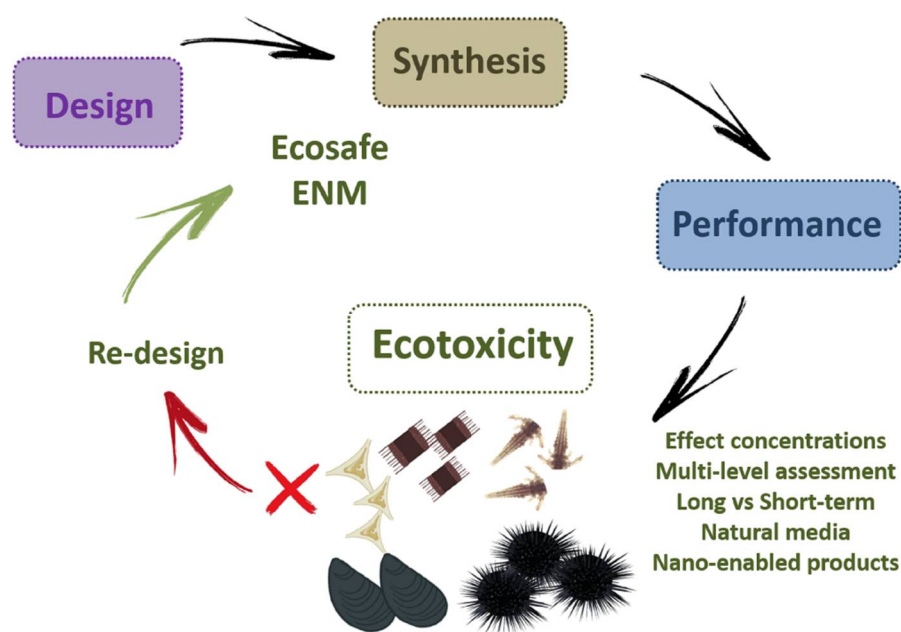 Design
Synthesis
Ecosafe
ENM
Performance
Ecotoxicity
Re-design
Effect concentrations
Multi-level assessment
Long vs Short-term
Natural media
Nano-enabled products